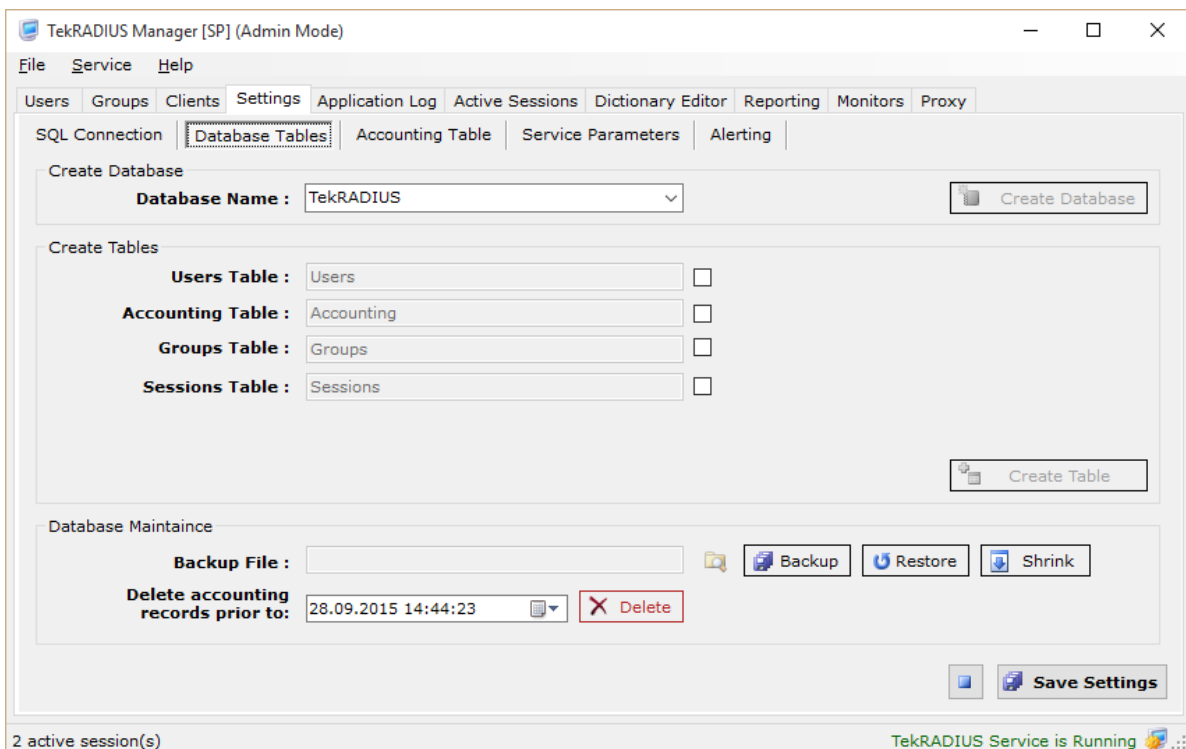 TekRADIUS Manager [SP] (Admin Mode)
File Service Help
Users Groups Clients Settings Application Log Active Sessions Dictionary Editor Reporting Monitors Proxy
SQL Connection Database Tables Accounting Table Service Parameters Alerting
Create Database
Database Name : TekRADIUS Create Database
Create Tables
Users Table : Users
Accounting Table : Accounting
Groups Table : Groups
Sessions Table : Sessions
Create Table
Database Maintaince
Backup File : Backup Restore Shrink
Delete accounting
records prior to: 28.09.2015 14:44:23 Delete
Save Settings
2 active session(s) TekRADIUS Service is Running